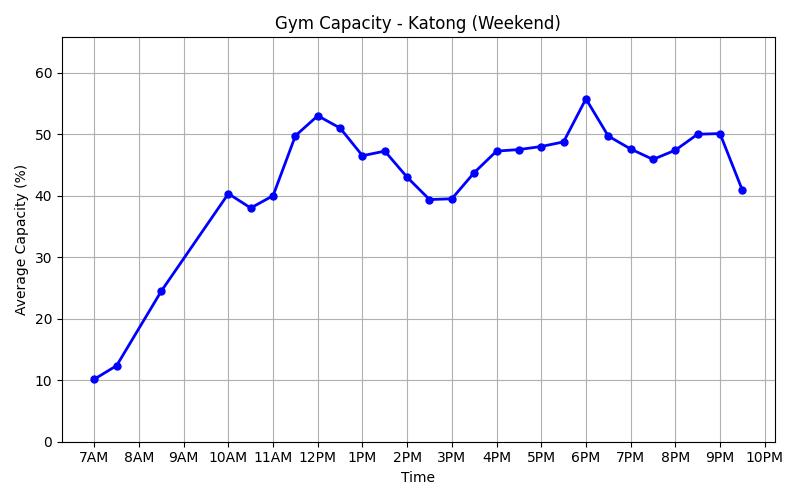 Gym Capacity - Katong (Weekend)
Average Capacity (%)
60
50
40
30
20
10
0
7AM 8AM 9AM 10AM 11AM 12PM 1PM 2PM 3PM 4PM 5PM 6PM 7PM 8PM 9PM 10PM
Time